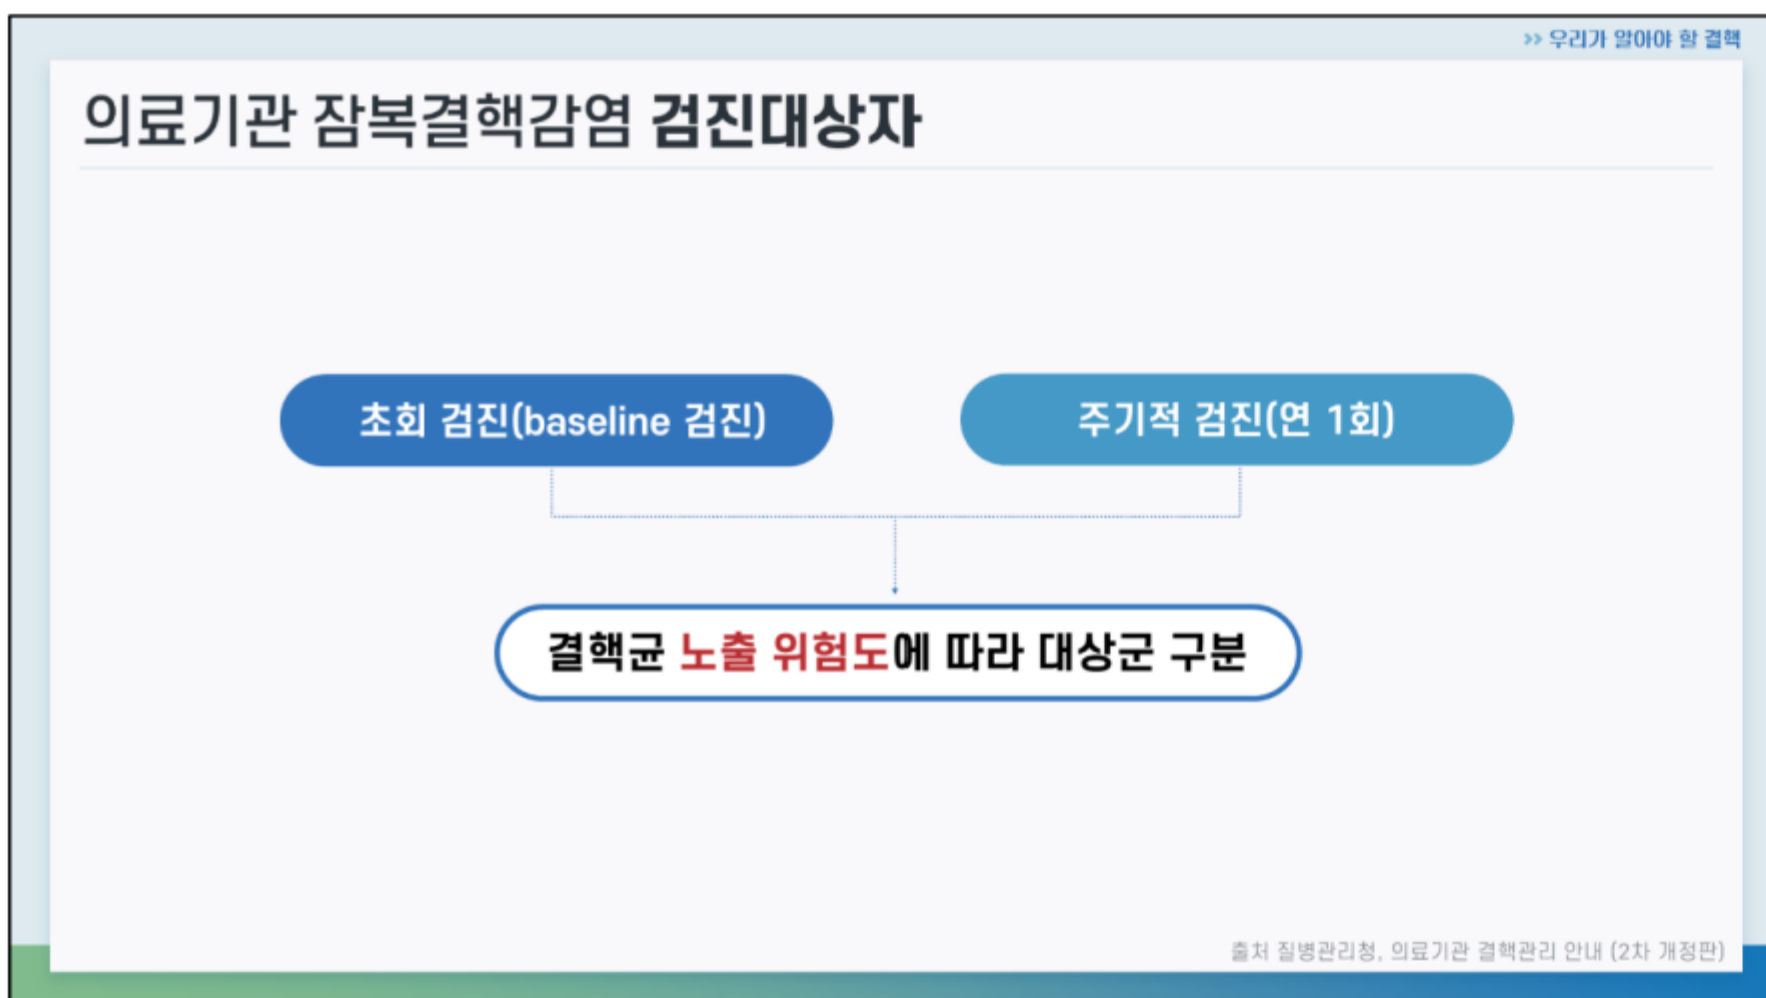 >> 우리가 알아야 할 결핵
의료기관 잠복결핵감염 검진대상자
초회 검진(baseline 검진)
주기적 검진(연 1회)
결핵균 노출 위험도에 따라 대상군 구분
출처 질병관리청, 의료기관 결핵관리 안내 (2차 개정판)